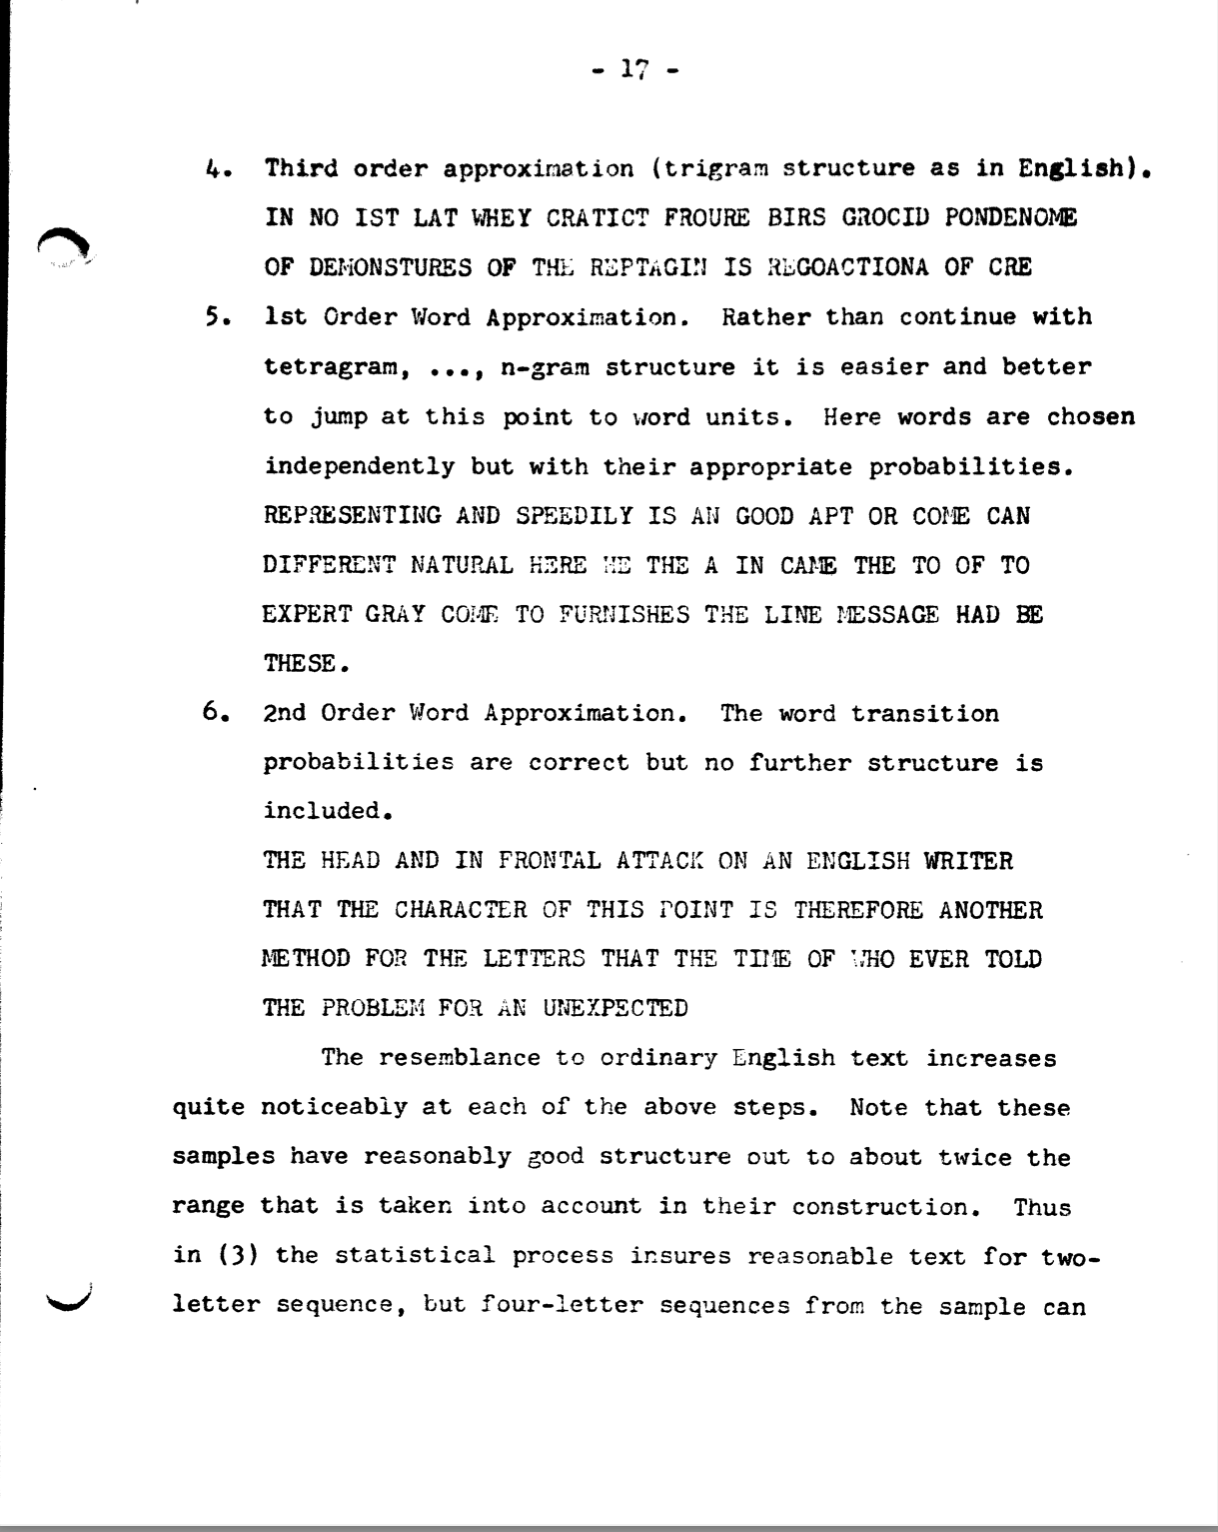 - 17 -
4. Third order approximation (trigram structure as in English).
IN NO IST LAT WHEY CRATICT FROURE BIRS GROCID PONDENOME
OF DEMONSTURES OF THE REPTAGIN IS REGOACTIONA OF CRE
5. 1st Order Word Approximation. Rather than continue with
tetragram, ..., n-gram structure it is easier and better
to jump at this point to word units. Here words are chosen
independently but with their appropriate probabilities.
REPRESENTING AND SPEEDILY IS AN GOOD APT OR COME CAN
DIFFERENT NATURAL HERE HE THE A IN CAME THE TO OF TO
EXPERT GRAY COME TO FURNISHES THE LINE MESSAGE HAD BE
THESE.
6. 2nd Order Word Approximation. The word transition
probabilities are correct but no further structure is
included.
THE HEAD AND IN FRONTAL ATTACK ON AN ENGLISH WRITER
THAT THE CHARACTER OF THIS POINT IS THEREFORE ANOTHER
METHOD FOR THE LETTERS THAT THE TIME OF WHO EVER TOLD
THE PROBLEM FOR AN UNEXPECTED
The resemblance to ordinary English text increases
quite noticeably at each of the above steps. Note that these
samples have reasonably good structure out to about twice the
range that is taken into account in their construction. Thus
in (3) the statistical process insures reasonable text for two-
letter sequence, but four-letter sequences from the sample can